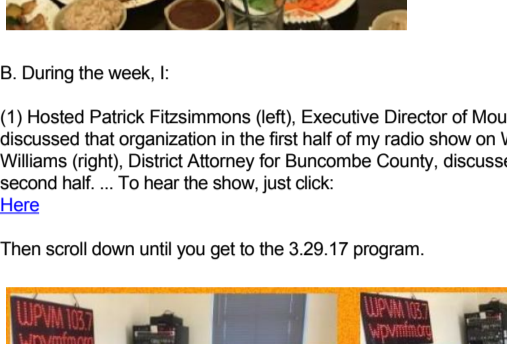 B. During the week, I:
(1) Hosted Patrick Fitzsimmons (left), Executive Director of Mou
discussed that organization in the first half of my radio show on W
Williams (right), District Attorney for Buncombe County, discusse
second half. ... To hear the show, just click:
Here
Then scroll down until you get to the 3.29.17 program.
WPVM 103.7
wpvmfm.org
WPVM 103.7
wpvmfm.org